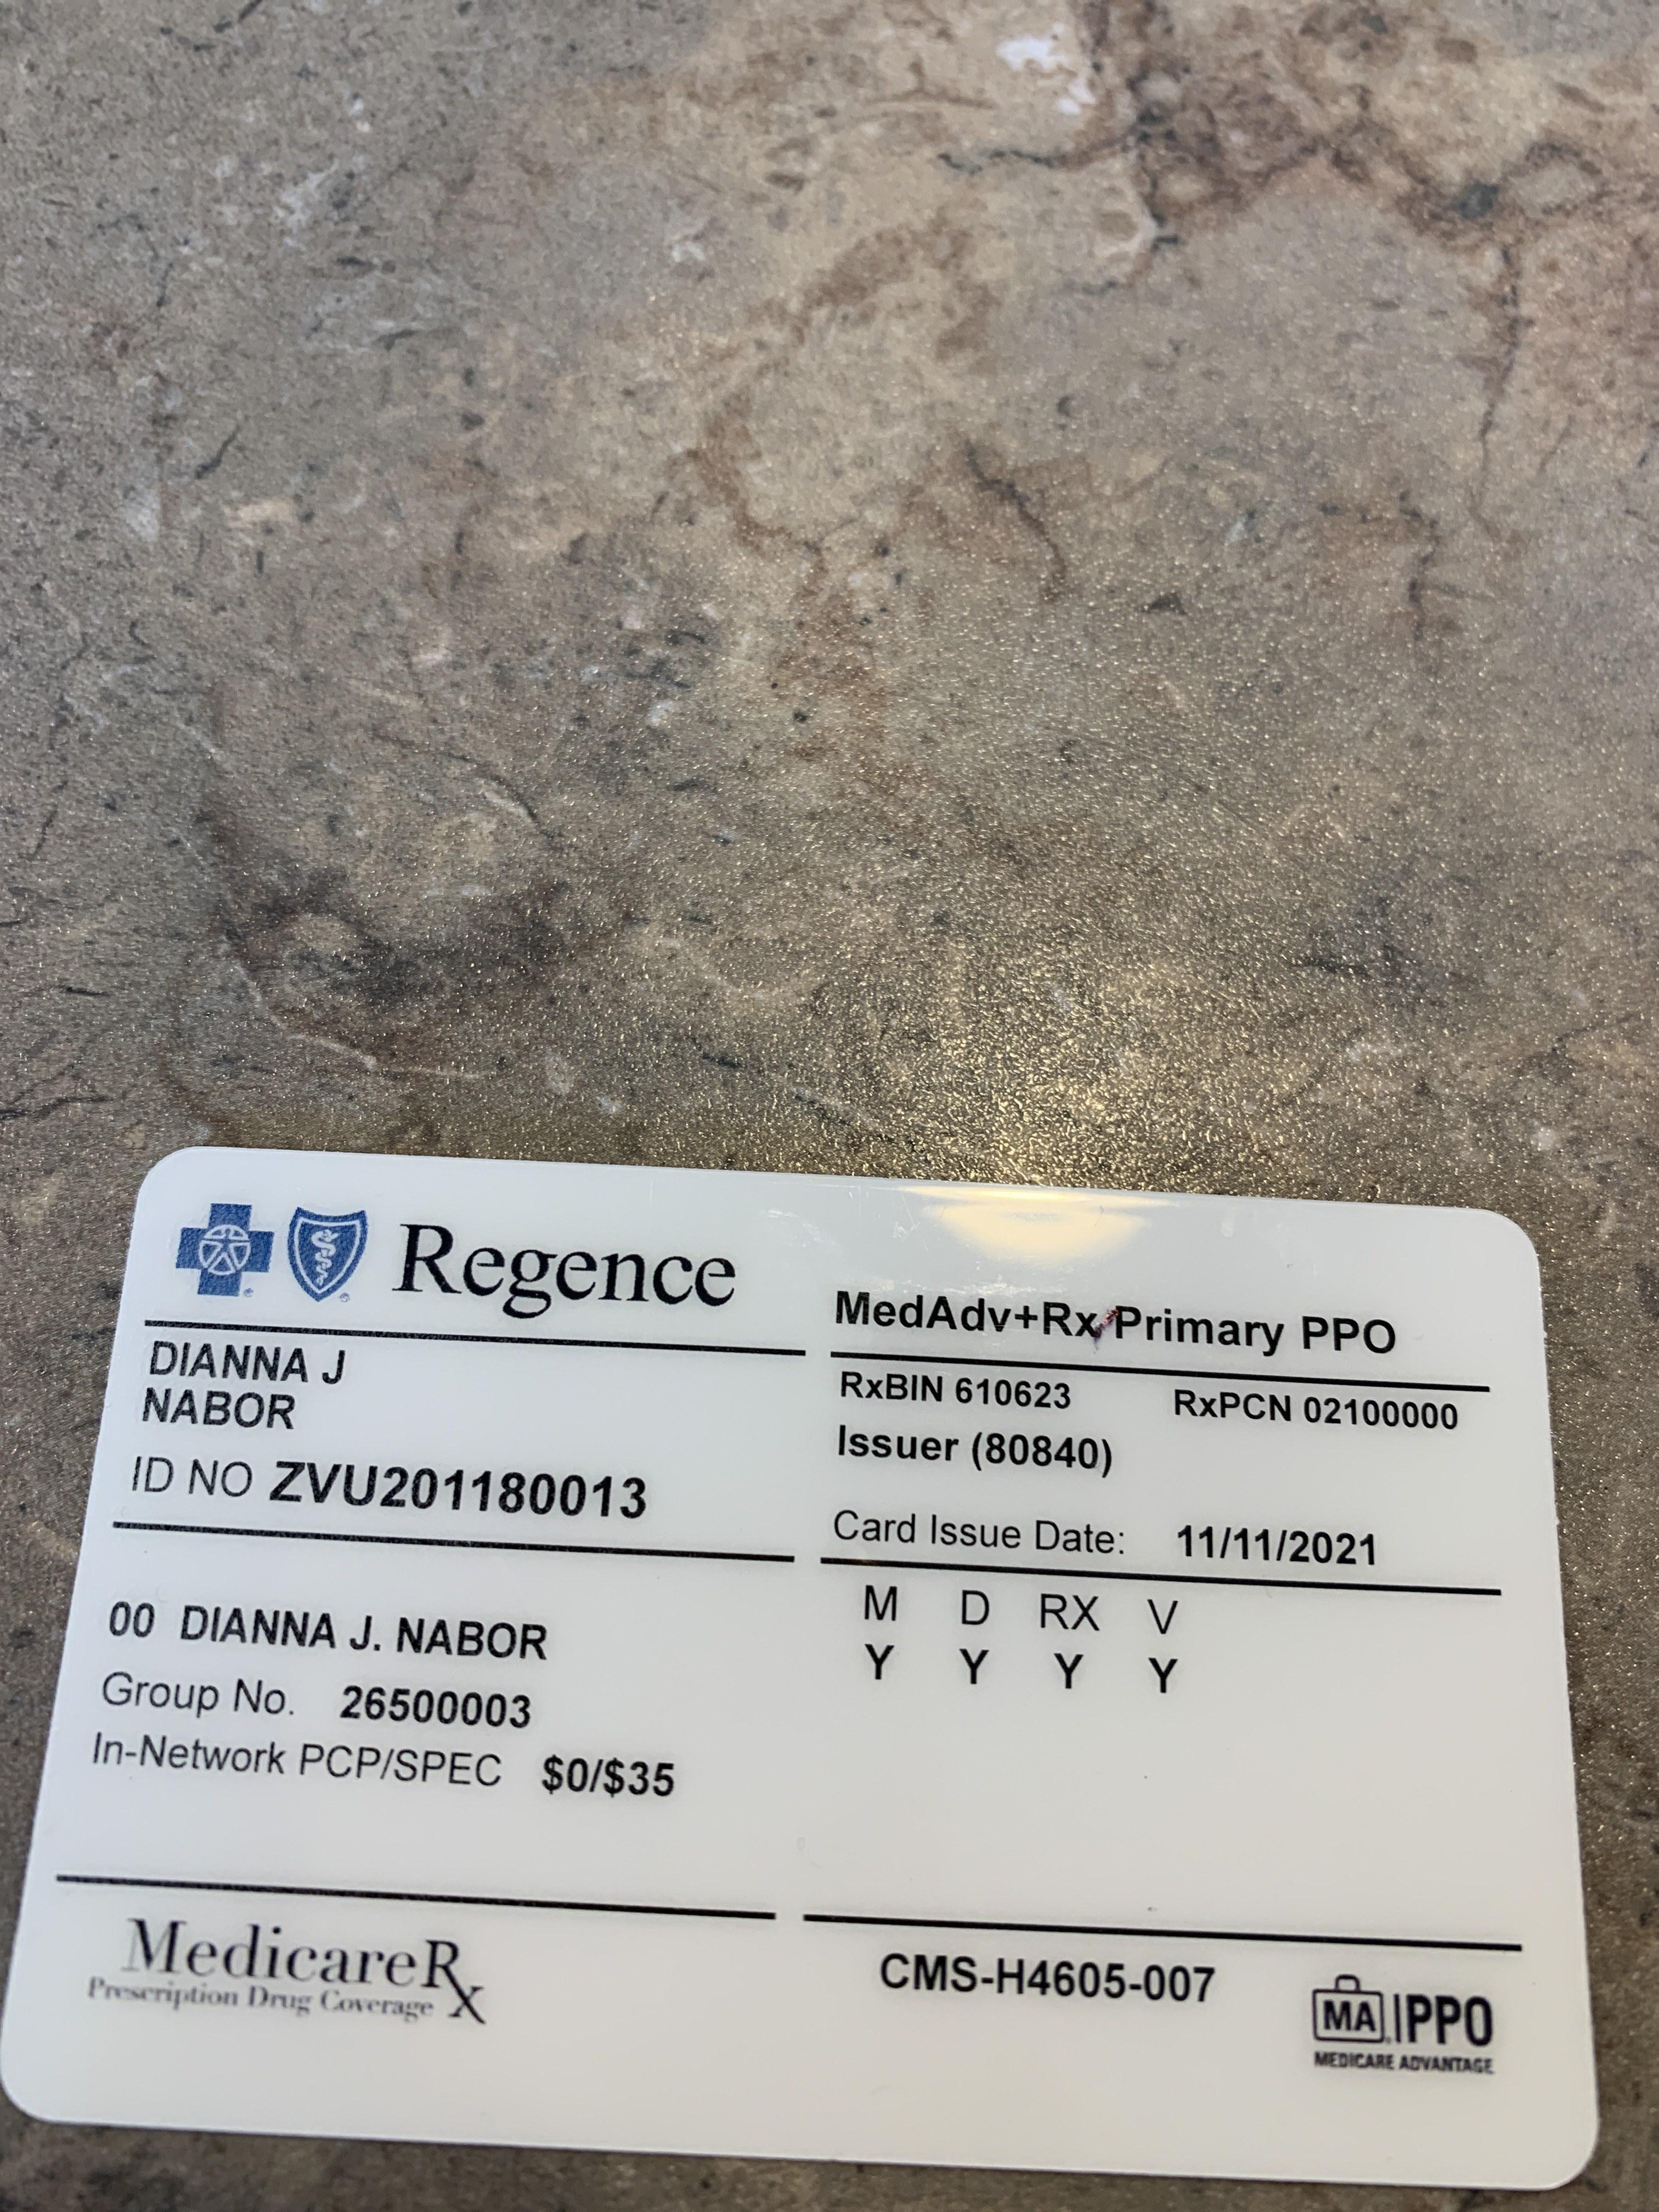 Regence
DIANNA J
NABOR
ID NO ZVU201180013
00 DIANNA J. NABOR
Group No. 26500003
In-Network PCP/SPEC $0/$35
MedicareRx
Prescription Drug Coverage
MedAdv+Rx Primary PPO
RxBIN 610623 RxPCN 02100000
Issuer (80840)
Card Issue Date: 11/11/2021
M D RX V
Y Y Y Y
CMS-H4605-007
MA PPO
MEDICARE ADVANTAGE